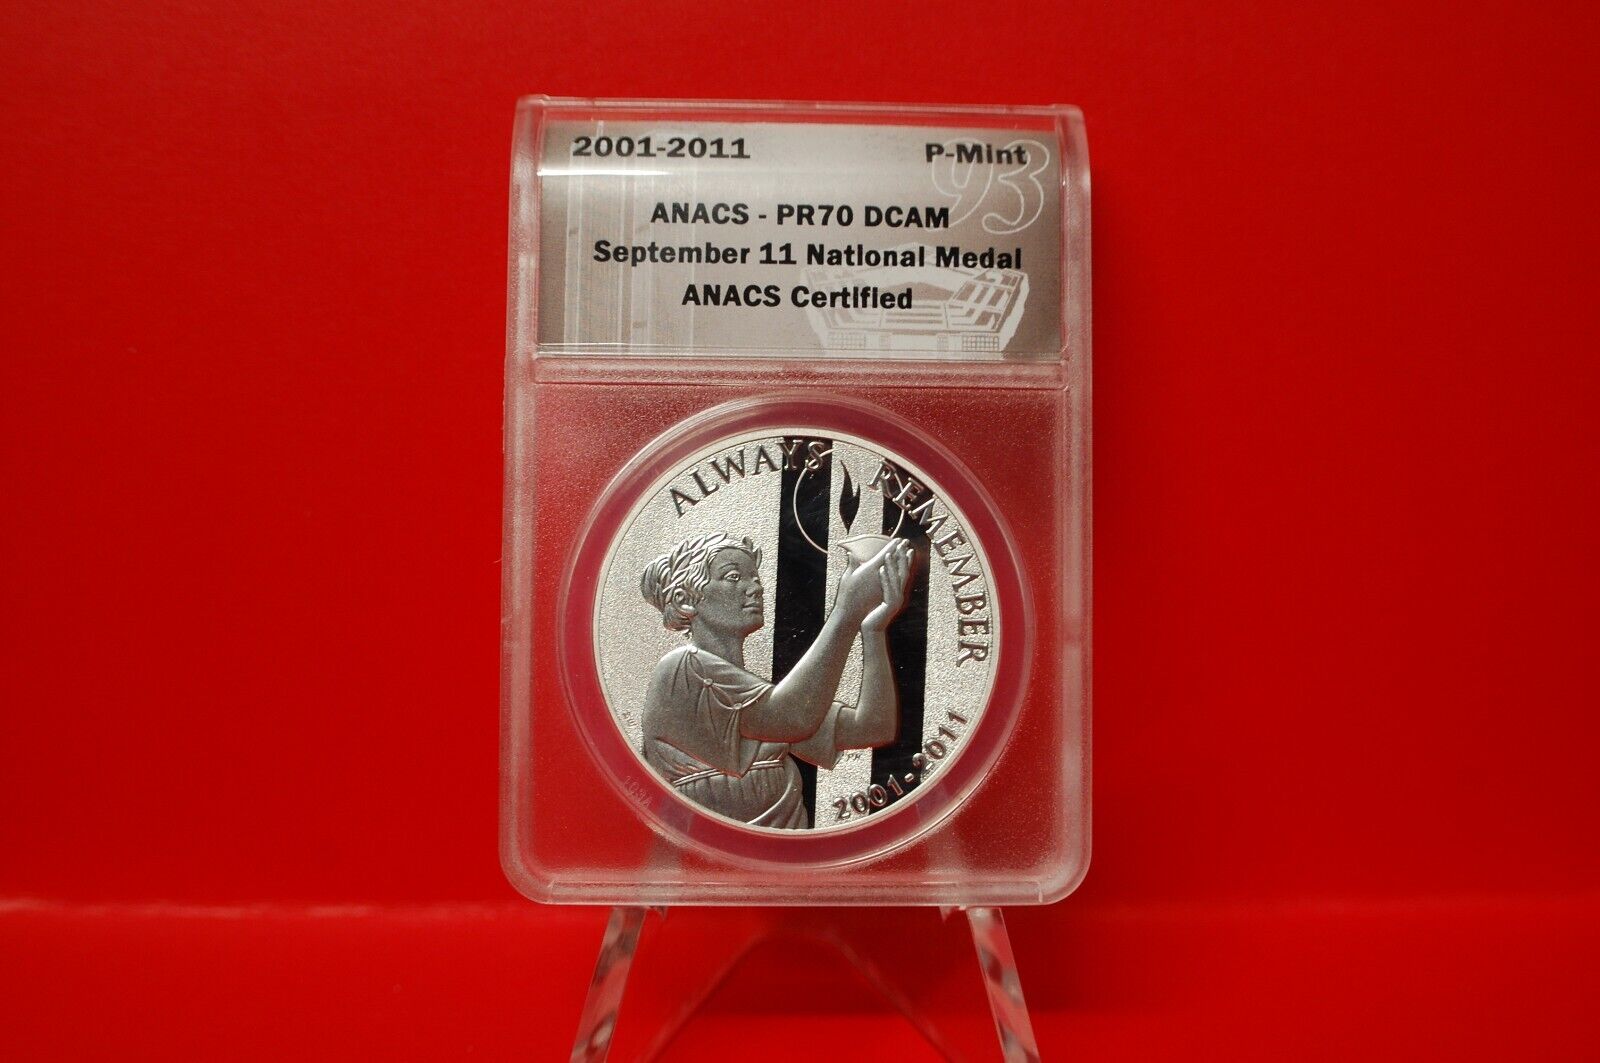 2001-2011 P-Mint
93
ANACS - PR70 DCAM
September 11 National Medal
ANACS Certified
ALWAYS REMEMBER
2001-2011